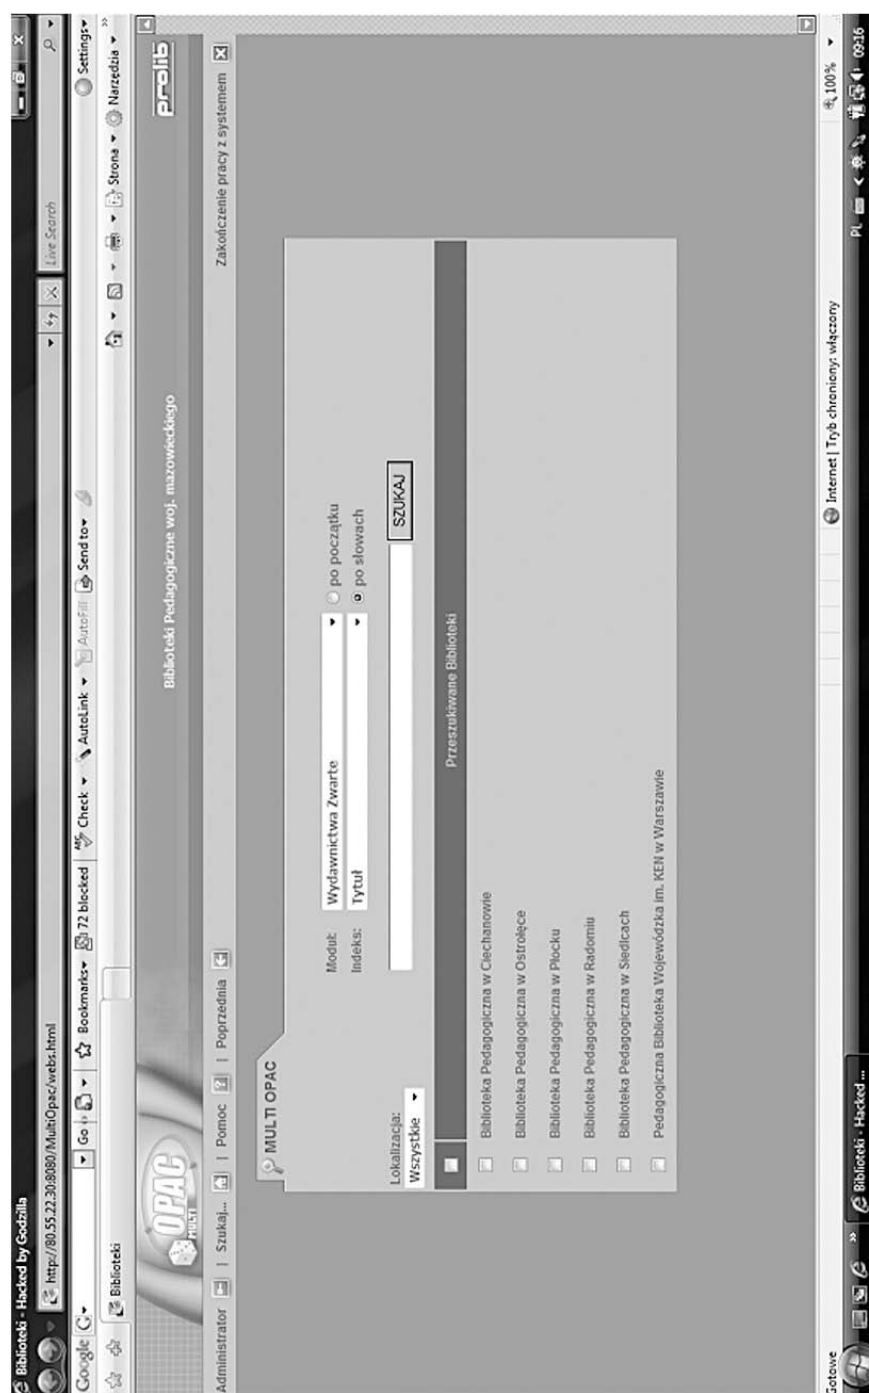 Biblioteki - Hacked by Godzilla
http://80.55.22.30:8080/MultiOpac/webs.html
Live Search
Google G▾ Go Bookmarks▾ 72 blocked Check ▾ AutoLink ▾ AutoFill Send to▾ Settings▾
Biblioteki
Strona ▾ Narzędzia ▾ »
OPAC
MULTI
Biblioteki Pedagogiczne woj. mazowieckiego
prolib
Administrator | Szukaj... | Pomoc ? | Poprzednia
Zakończenie pracy z systemem X
MULTI OPAC
Moduł: Wydawnictwa Zwarte po początku
Indeks: Tytuł po słowach
Lokalizacja:
Wszystkie
SZUKAJ
Przeszukiwane Biblioteki
Biblioteka Pedagogiczna w Ciechanowie
Biblioteka Pedagogiczna w Ostrołęce
Biblioteka Pedagogiczna w Płocku
Biblioteka Pedagogiczna w Radomiu
Biblioteka Pedagogiczna w Siedlcach
Pedagogiczna Biblioteka Wojewódzka im. KEN w Warszawie
Gotowe
Internet | Tryb chroniony: włączony
100%
» Biblioteki - Hacked ...
PL < 09:16